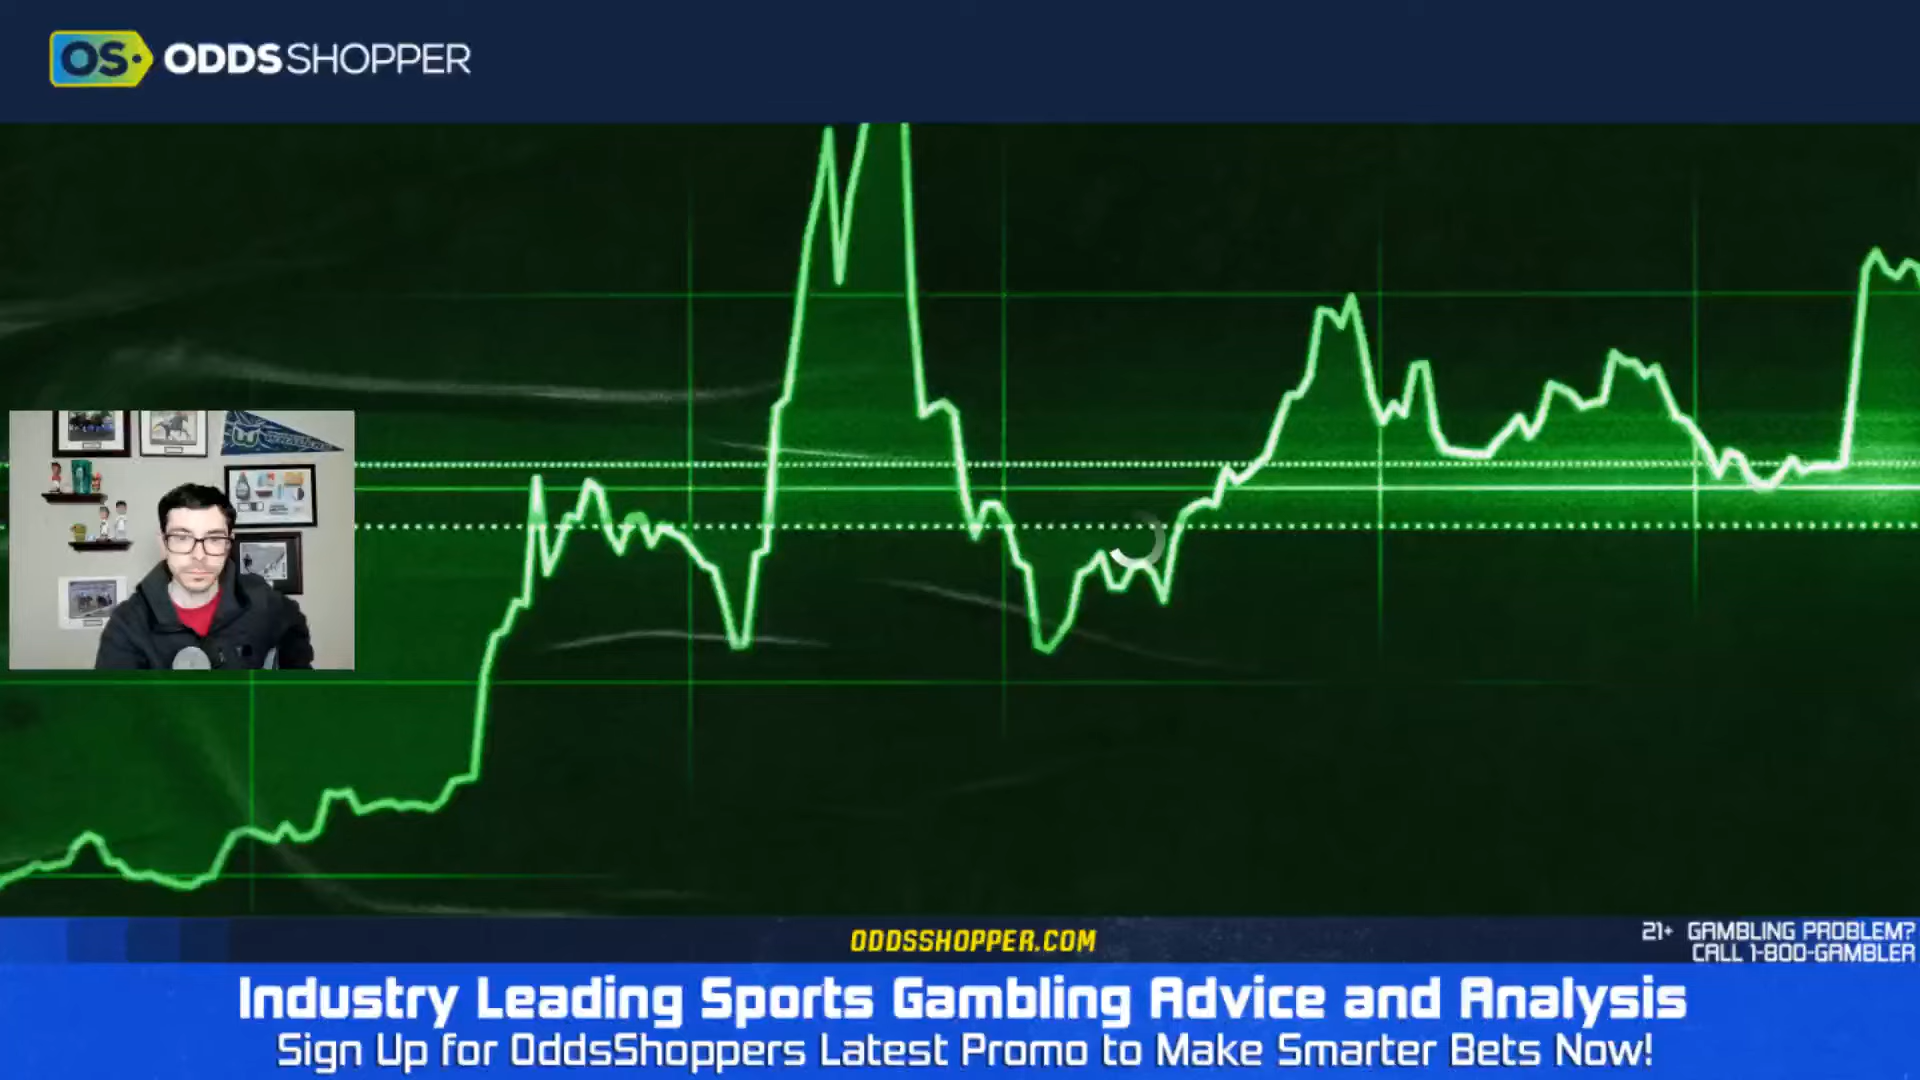 OS
ODDSSHOPPER
ODDSSHOPPER.COM
21+ GAMBLING PROBLEM?
CALL 1-800-GAMBLER
Industry Leading Sports Gambling Advice and Analysis
Sign Up for OddsShoppers Latest Promo to Make Smarter Bets Now!